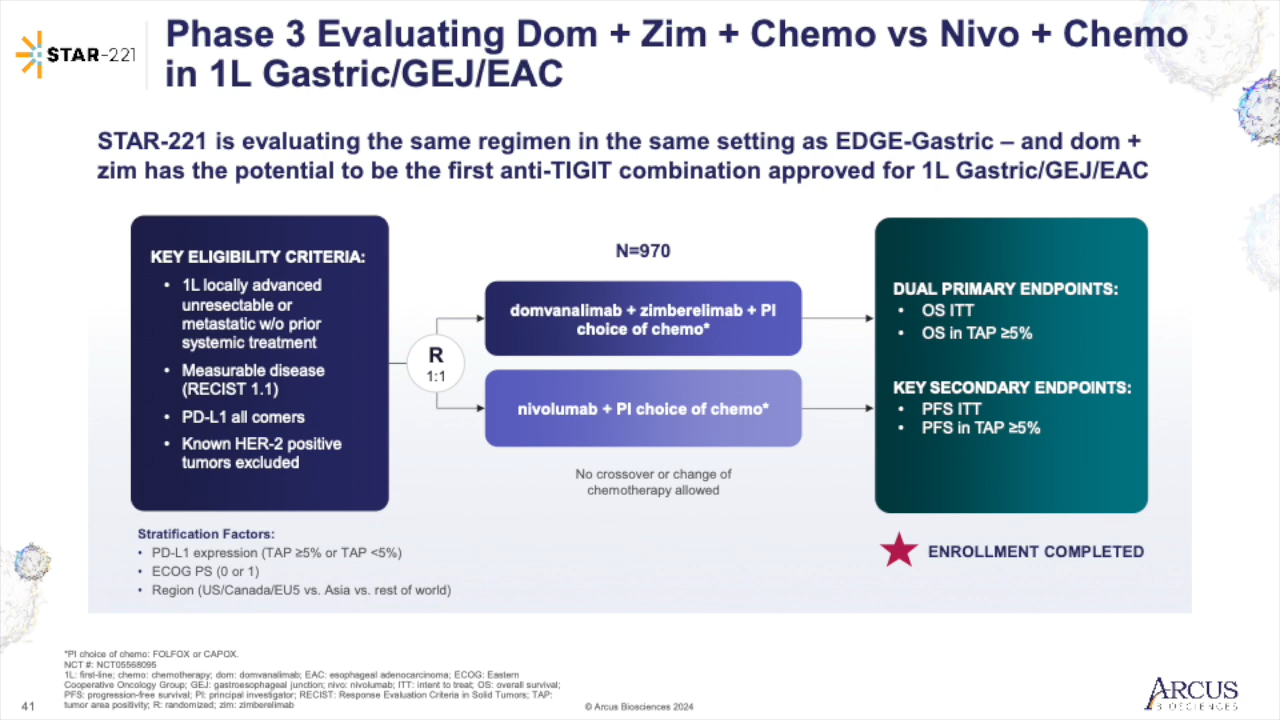 STAR-221
Phase 3 Evaluating Dom + Zim + Chemo vs Nivo + Chemo
in 1L Gastric/GEJ/EAC
STAR-221 is evaluating the same regimen in the same setting as EDGE-Gastric – and dom +
zim has the potential to be the first anti-TIGIT combination approved for 1L Gastric/GEJ/EAC
KEY ELIGIBILITY CRITERIA:
• 1L locally advanced
unresectable or
metastatic w/o prior
systemic treatment
• Measurable disease
(RECIST 1.1)
• PD-L1 all comers
• Known HER-2 positive
tumors excluded
R
1:1
N=970
domvanalimab + zimberelimab + PI
choice of chemo*
nivolumab + PI choice of chemo*
No crossover or change of
chemotherapy allowed
DUAL PRIMARY ENDPOINTS:
• OS ITT
• OS in TAP ≥5%
KEY SECONDARY ENDPOINTS:
• PFS ITT
• PFS in TAP ≥5%
Stratification Factors:
• PD-L1 expression (TAP ≥5% or TAP <5%)
• ECOG PS (0 or 1)
• Region (US/Canada/EU5 vs. Asia vs. rest of world)
ENROLLMENT COMPLETED
*PI choice of chemo: FOLFOX or CAPOX.
NCT #: NCT05568095
1L: first-line; chemo: chemotherapy; dom: domvanalimab; EAC: esophageal adenocarcinoma; ECOG: Eastern
Cooperative Oncology Group; GEJ: gastroesophageal junction; nivo: nivolumab; ITT: intent to treat; OS: overall survival;
PFS: progression-free survival; PI: principal investigator; RECIST: Response Evaluation Criteria in Solid Tumors; TAP:
tumor area positivity; R: randomized; zim: zimberelimab
41
© Arcus Biosciences 2024
ARCUS
BIOSCIENCES